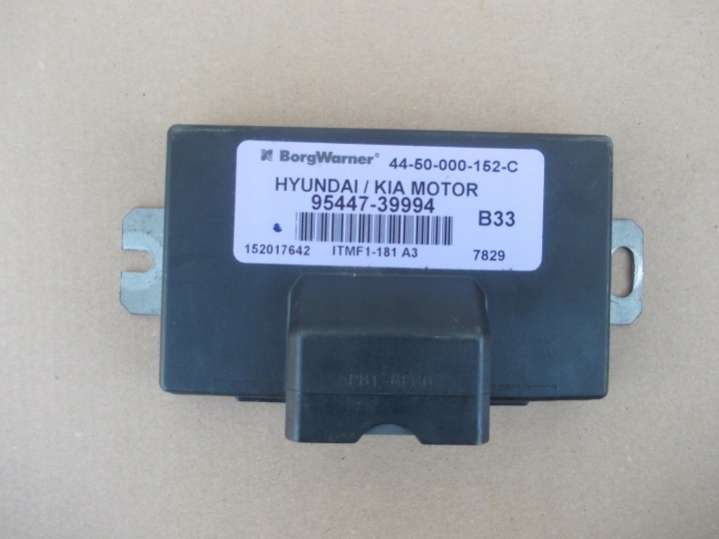 BorgWarner® 44-50-000-152-C
HYUNDAI / KIA MOTOR
95447-39994
B33
152017642 ITMF1-181 A3 7829